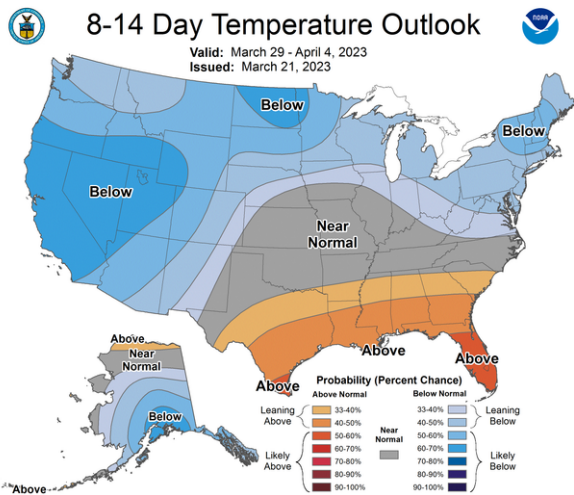 8-14 Day Temperature Outlook
Valid: March 29 - April 4, 2023
Issued: March 21, 2023
NOAA
Below
Below
Below
Near
Normal
Above
Above
Above
Above
Near
Normal
Below
Above
Probability (Percent Chance)
Above Normal
Below Normal
Leaning
Above
33-40%
40-50%
Likely
Above
50-60%
60-70%
70-80%
80-90%
90-100%
Near
Normal
33-40%
40-50%
Leaning
Below
50-60%
60-70%
70-80%
80-90%
90-100%
Likely
Below